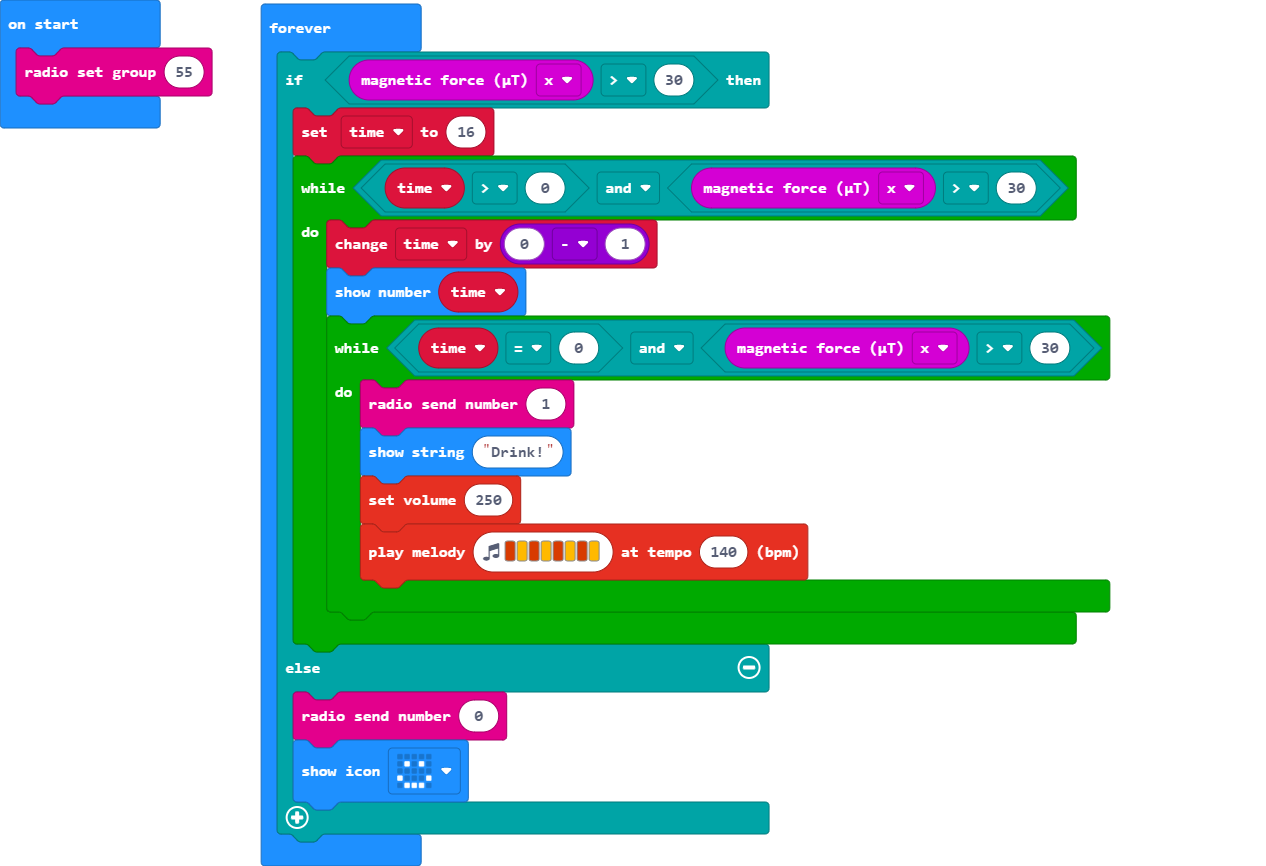 on start
radio set group 55
forever
if magnetic force (µT) x > 30 then
set time to 16
while time > 0 and magnetic force (µT) x > 30
do
change time by 0 - 1
show number time
while time = 0 and magnetic force (µT) x > 30
do
radio send number 1
show string "Drink!"
set volume 250
play melody at tempo 140 (bpm)
else
radio send number 0
show icon